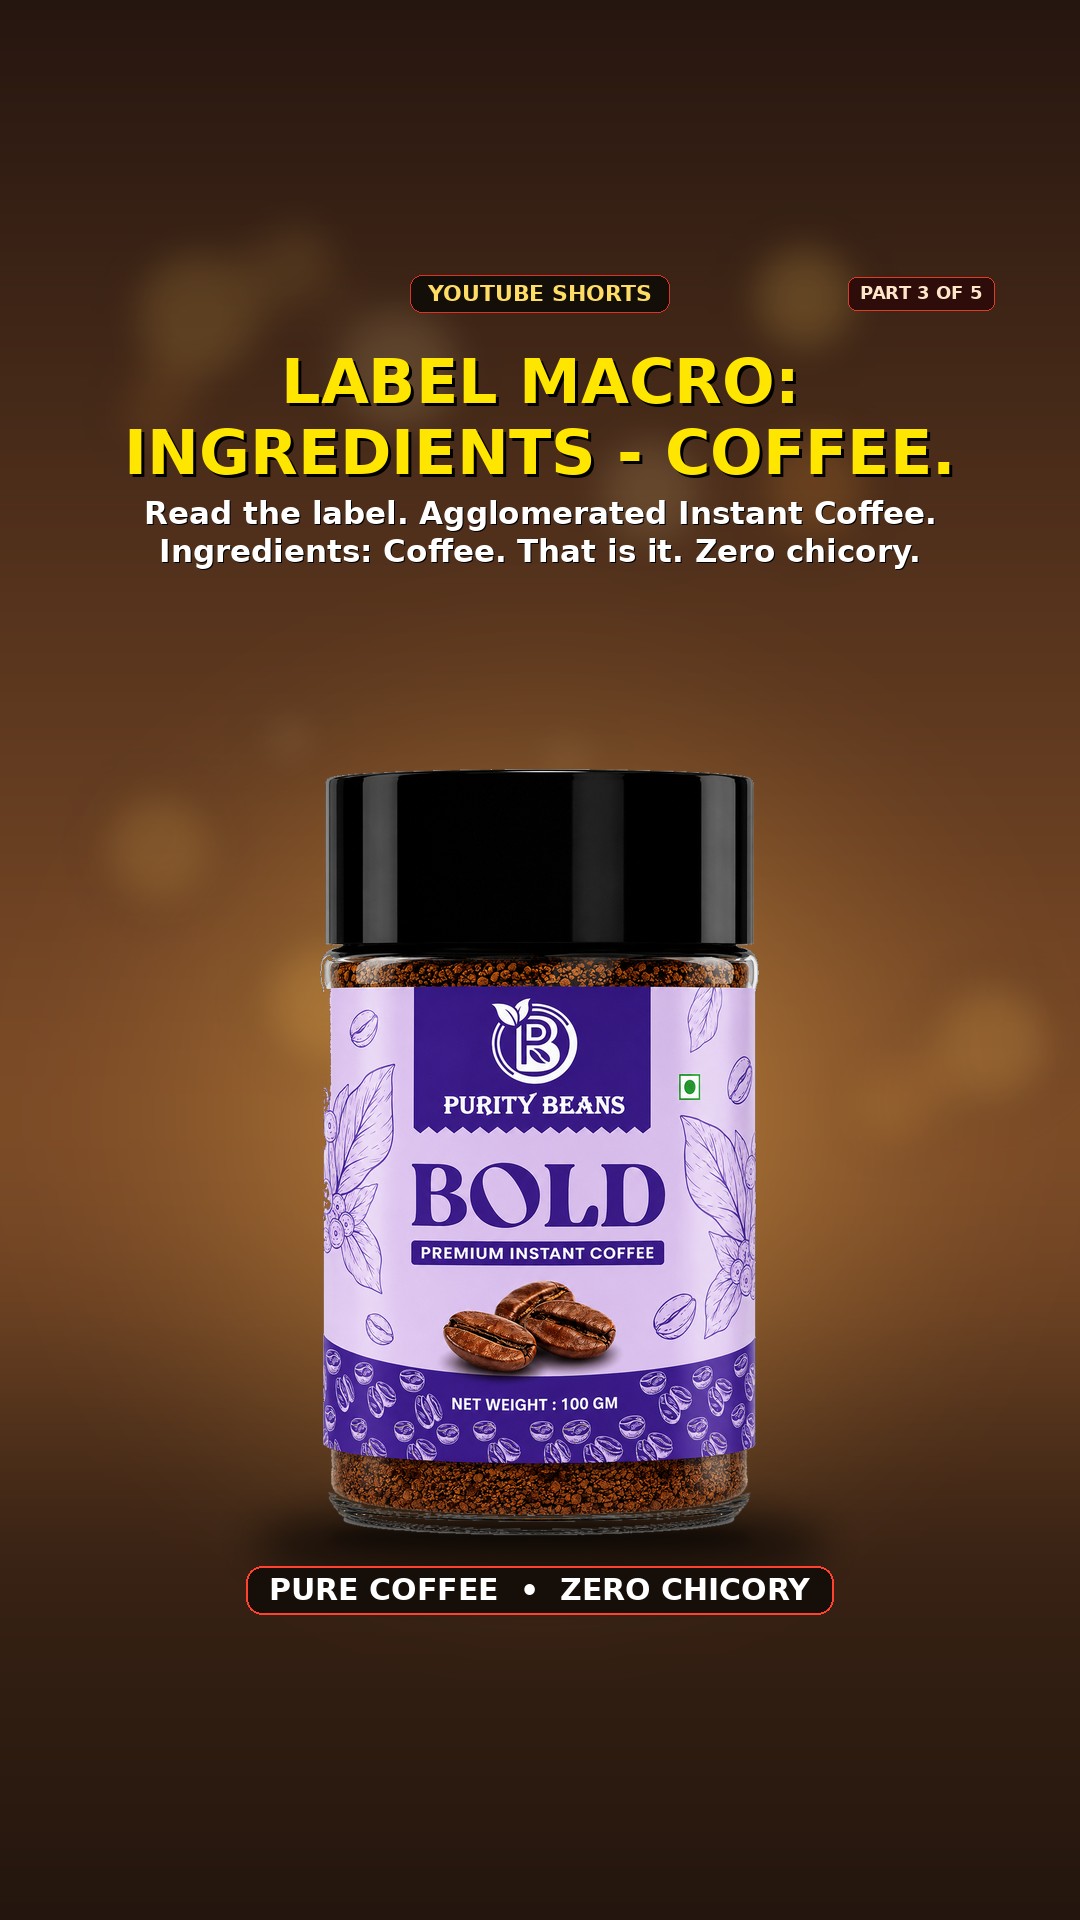 YOUTUBE SHORTS
PART 3 OF 5
LABEL MACRO:
INGREDIENTS - COFFEE.
Read the label. Agglomerated Instant Coffee.
Ingredients: Coffee. That is it. Zero chicory.
PURITY BEANS
BOLD
PREMIUM INSTANT COFFEE
NET WEIGHT : 100 GM
PURE COFFEE • ZERO CHICORY